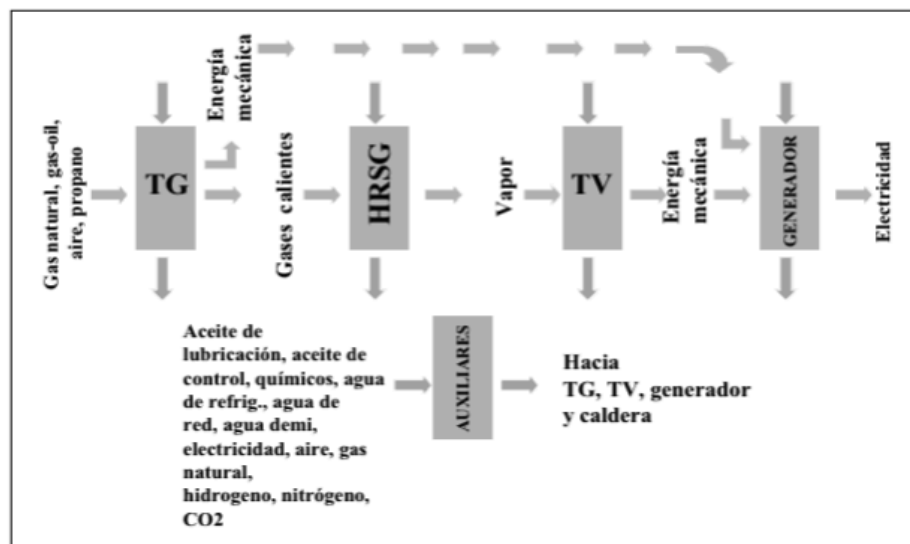 Gas natural, gas-oil,
aire, propano
TG
Energía
mecánica
Gases calientes
HRSG
Vapor
TV
Energía
mecánica
GENERADOR
Electricidad
Aceite de
lubricación, aceite de
control, químicos, agua
de refrig., agua de
red, agua demi,
electricidad, aire, gas
natural,
hidrogeno, nitrógeno,
CO2
AUXILIARES
Hacia
TG, TV, generador
y caldera